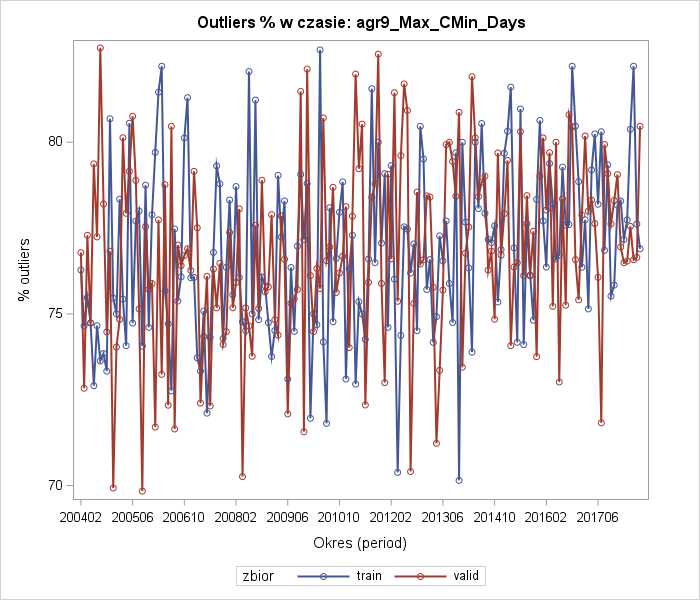 Outliers % w czasie: agr9_Max_CMin_Days
% outliers
80
75
70
200402 200506 200610 200802 200906 201010 201202 201306 201410 201602 201706
Okres (period)
zbior train valid